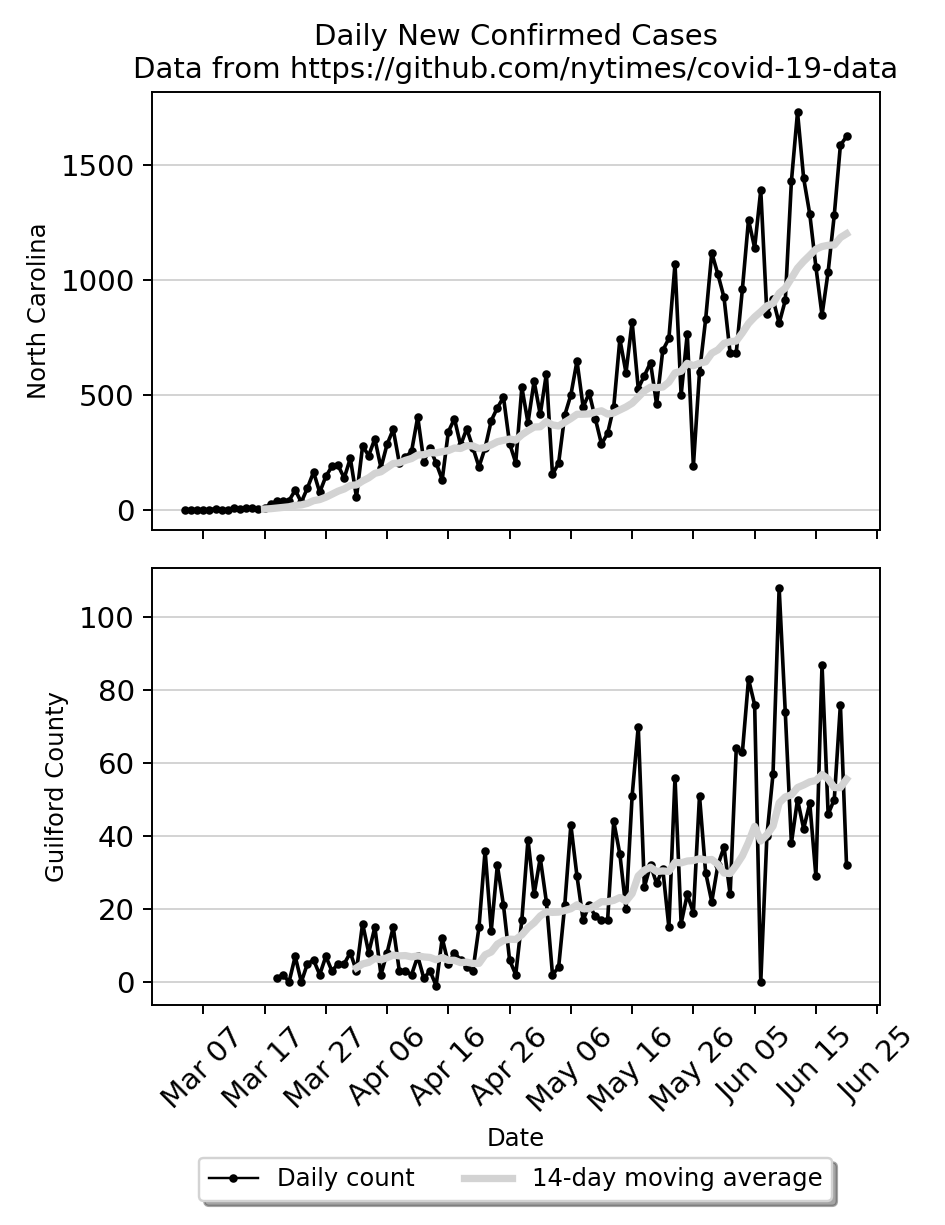 Daily New Confirmed Cases
Data from https://github.com/nytimes/covid-19-data
1500
1000
500
0
North Carolina
100
80
60
40
20
0
Guilford County
Mar 07
Mar 17
Mar 27
Apr 06
Apr 16
Apr 26
May 06
May 16
May 26
Jun 05
Jun 15
Jun 25
Date
Daily count
14-day moving average